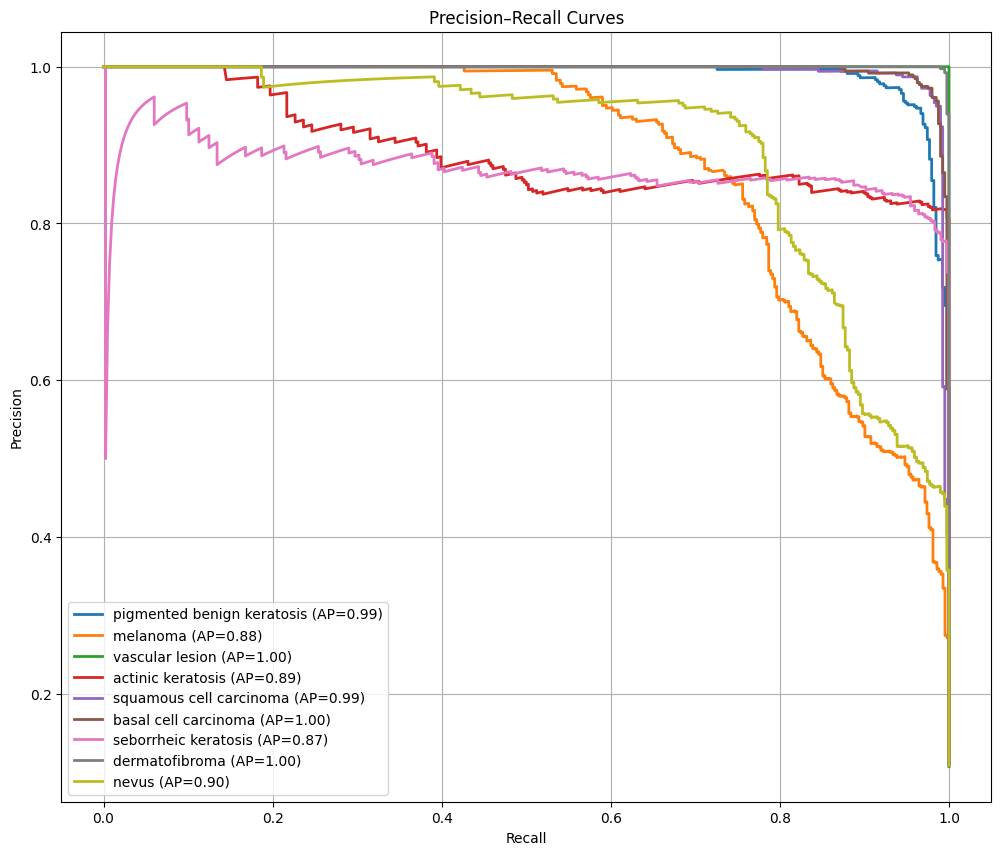 Precision–Recall Curves
Precision
1.0
0.8
0.6
0.4
0.2
pigmented benign keratosis (AP=0.99)
melanoma (AP=0.88)
vascular lesion (AP=1.00)
actinic keratosis (AP=0.89)
squamous cell carcinoma (AP=0.99)
basal cell carcinoma (AP=1.00)
seborrheic keratosis (AP=0.87)
dermatofibroma (AP=1.00)
nevus (AP=0.90)
0.0 0.2 0.4 0.6 0.8 1.0
Recall